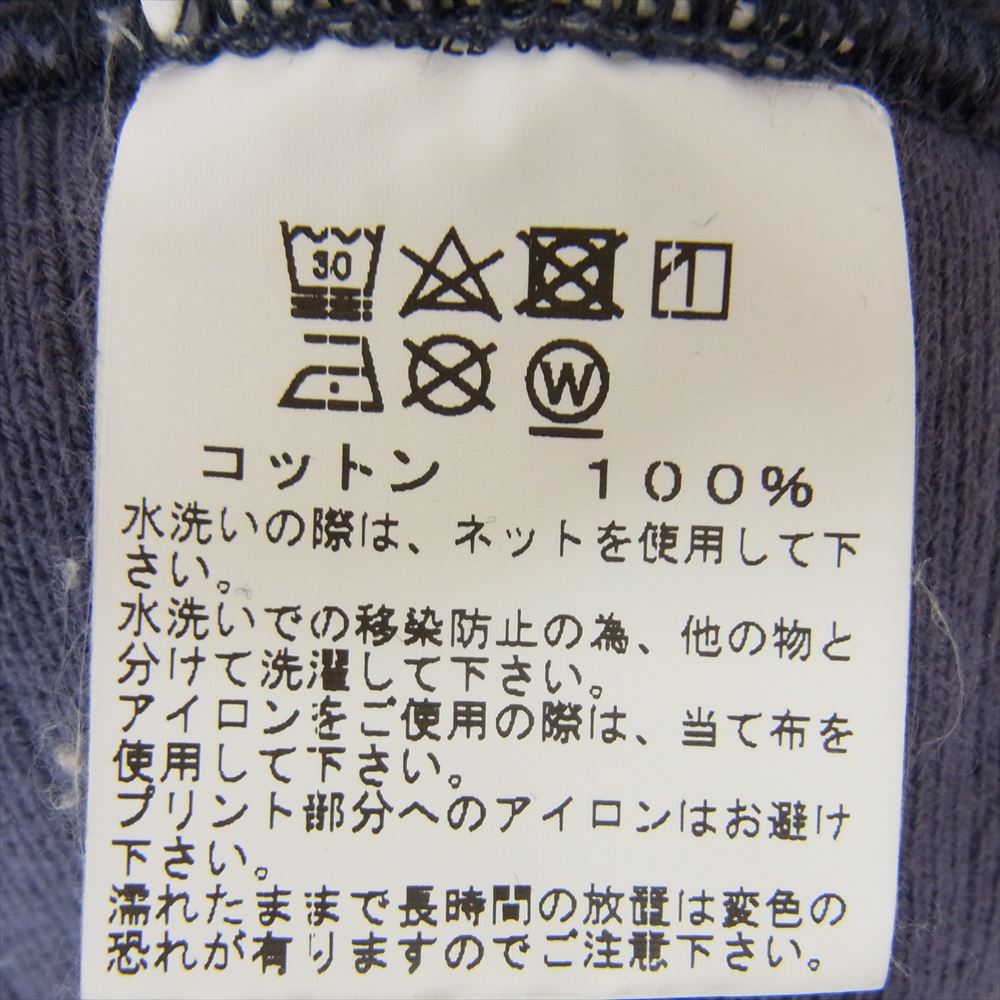 30
W
コットン 100%
水洗いの際は、ネットを使用して下
さい。
水洗いでの移染防止の為、他の物と
分けて洗濯して下さい。
アイロンをご使用の際は、当て布を
使用して下さい。
プリント部分へのアイロンはお避け
下さい。
濡れたままで長時間の放置は変色の
恐れが有りますのでご注意下さい。